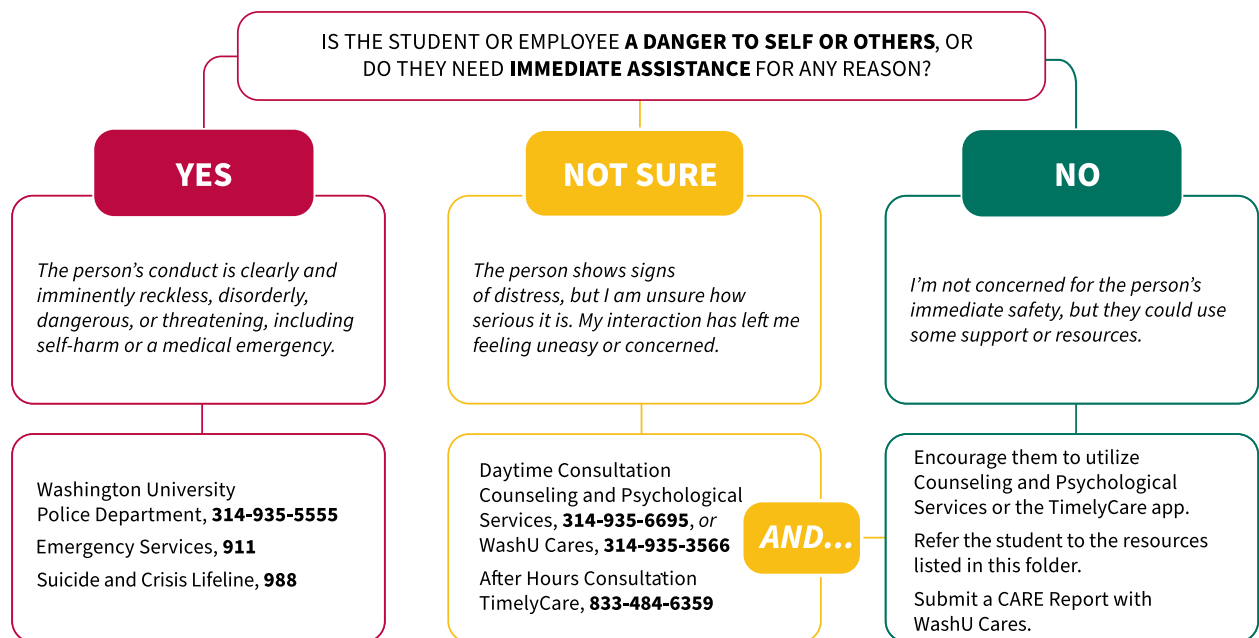 IS THE STUDENT OR EMPLOYEE A DANGER TO SELF OR OTHERS, OR
DO THEY NEED IMMEDIATE ASSISTANCE FOR ANY REASON?
YES
The person’s conduct is clearly and
imminently reckless, disorderly,
dangerous, or threatening, including
self-harm or a medical emergency.
Washington University
Police Department, 314-935-5555
Emergency Services, 911
Suicide and Crisis Lifeline, 988
NOT SURE
The person shows signs
of distress, but I am unsure how
serious it is. My interaction has left me
feeling uneasy or concerned.
Daytime Consultation
Counseling and Psychological
Services, 314-935-6695, or
WashU Cares, 314-935-3566
After Hours Consultation
TimelyCare, 833-484-6359
AND...
NO
I’m not concerned for the person’s
immediate safety, but they could use
some support or resources.
Encourage them to utilize
Counseling and Psychological
Services or the TimelyCare app.
Refer the student to the resources
listed in this folder.
Submit a CARE Report with
WashU Cares.